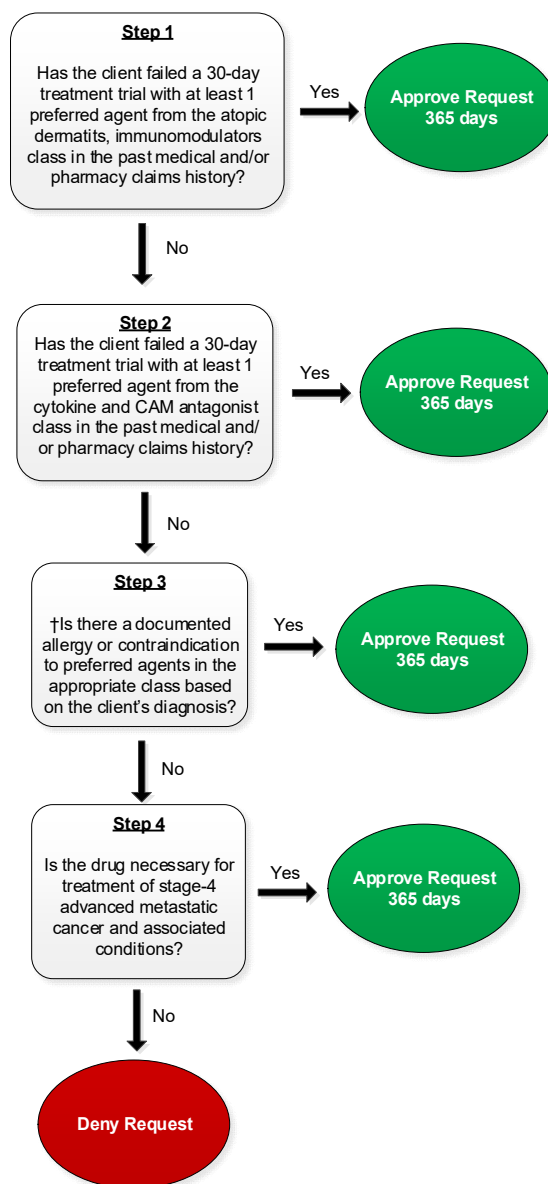 Step 1
Has the client failed a 30-day
treatment trial with at least 1
preferred agent from the atopic
dermatits, immunomodulators
class in the past medical and/or
pharmacy claims history?
Yes
Approve Request
365 days
No
Step 2
Has the client failed a 30-day
treatment trial with at least 1
preferred agent from the
cytokine and CAM antagonist
class in the past medical and/
or pharmacy claims history?
Yes
Approve Request
365 days
No
Step 3
†Is there a documented
allergy or contraindication
to preferred agents in the
appropriate class based
on the client’s diagnosis?
Yes
Approve Request
365 days
No
Step 4
Is the drug necessary for
treatment of stage-4
advanced metastatic
cancer and associated
conditions?
Yes
Approve Request
365 days
No
Deny Request